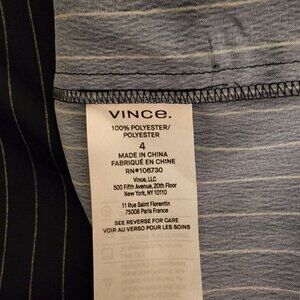 VINCE.
100% POLYESTER/
POLYESTER
4
MADE IN CHINA
FABRIQUÉ EN CHINE
RN#106730
Vince, LLC
500 Fifth Avenue, 20th Floor
New York, NY 10110
11 Rue Saint Florentin
75008 Paris France
SEE REVERSE FOR CARE
VOIR AU VERSO POUR LES SOINS